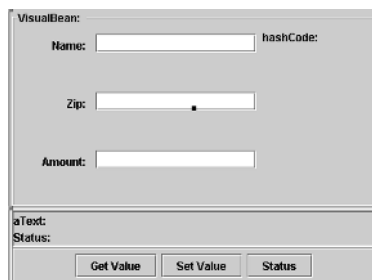 VisualBean:
Name:
hashCode:
Zip:
Amount:
aText:
Status:
Get Value
Set Value
Status